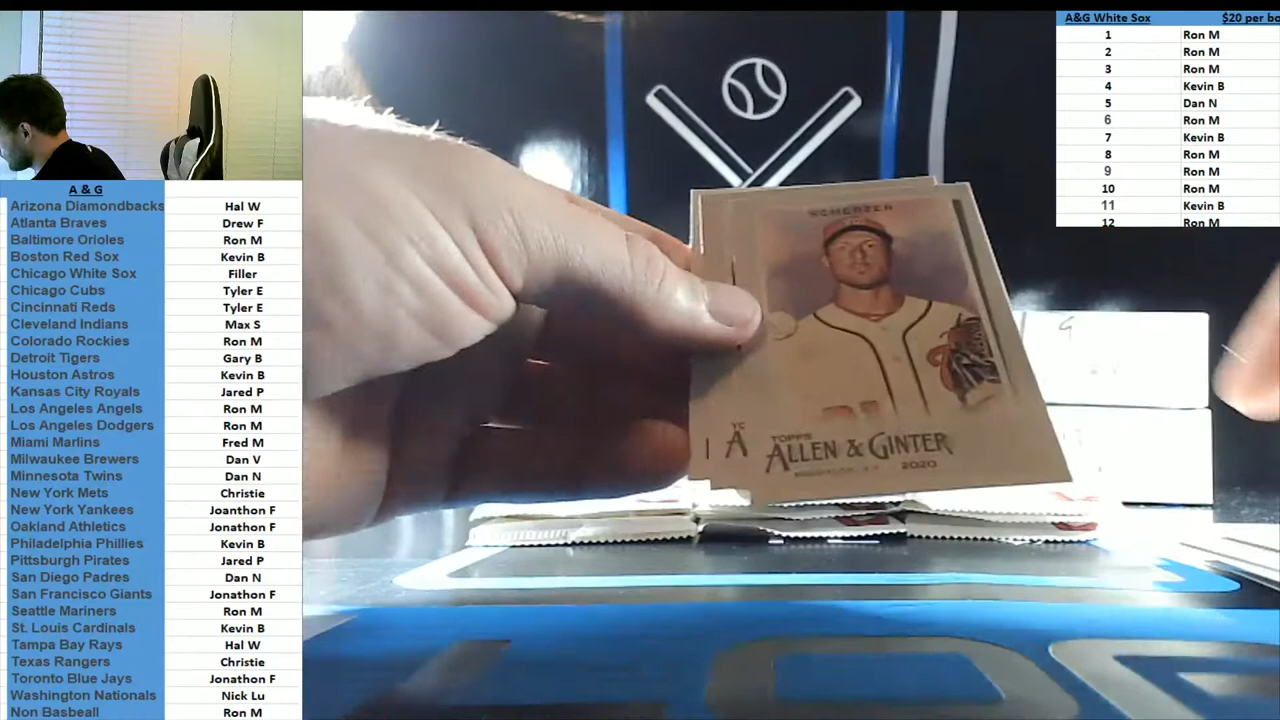 A & G
Arizona Diamondbacks Hal W
Atlanta Braves Drew F
Baltimore Orioles Ron M
Boston Red Sox Kevin B
Chicago White Sox Filler
Chicago Cubs Tyler E
Cincinnati Reds Tyler E
Cleveland Indians Max S
Colorado Rockies Ron M
Detroit Tigers Gary B
Houston Astros Kevin B
Kansas City Royals Jared P
Los Angeles Angels Ron M
Los Angeles Dodgers Ron M
Miami Marlins Fred M
Milwaukee Brewers Dan V
Minnesota Twins Dan N
New York Mets Christie
New York Yankees Joanthon F
Oakland Athletics Jonathon F
Philadelphia Phillies Kevin B
Pittsburgh Pirates Jared P
San Diego Padres Dan N
San Francisco Giants Jonathon F
Seattle Mariners Ron M
St. Louis Cardinals Kevin B
Tampa Bay Rays Hal W
Texas Rangers Christie
Toronto Blue Jays Jonathon F
Washington Nationals Nick Lu
Non Basbeall Ron M
SCHERZER
TOPPS
ALLEN & GINTER
2020
A&G White Sox $20 per bo
1 Ron M
2 Ron M
3 Ron M
4 Kevin B
5 Dan N
6 Ron M
7 Kevin B
8 Ron M
9 Ron M
10 Ron M
11 Kevin B
12 Ron M